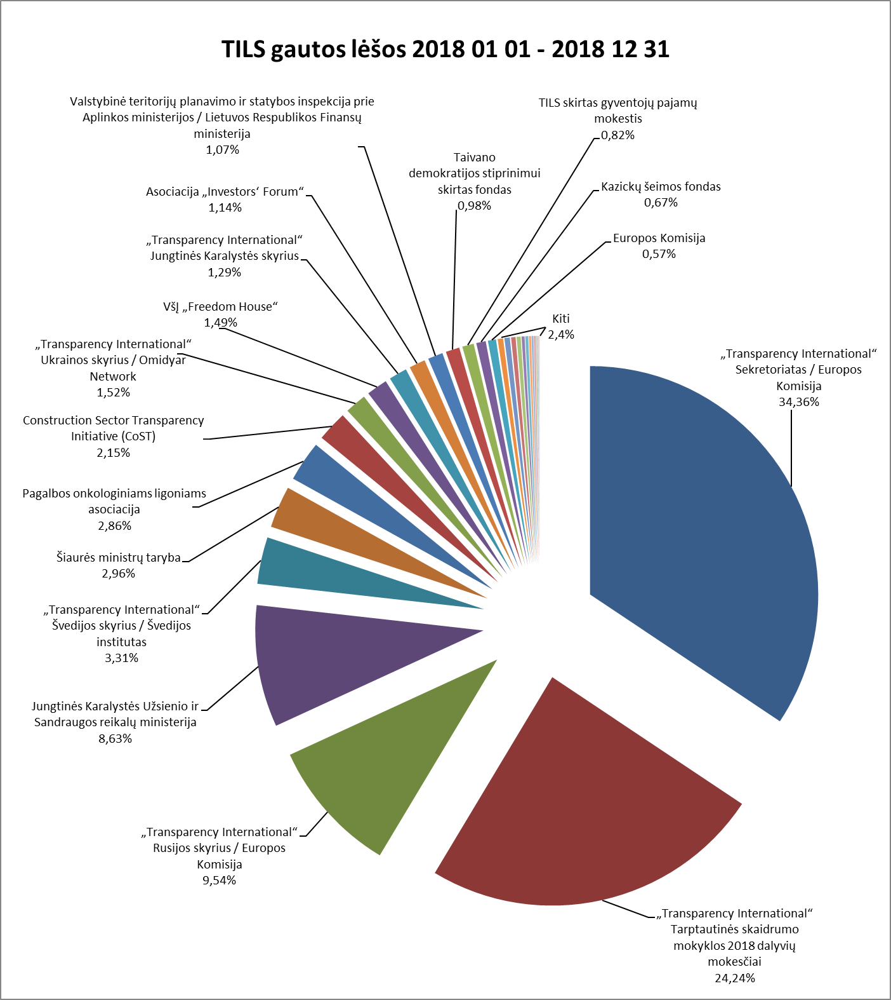 TILS gautos lėšos 2018 01 01 - 2018 12 31
Valstybinė teritorijų planavimo ir statybos inspekcija prie
Aplinkos ministerijos / Lietuvos Respublikos Finansų
ministerija
1,07%
TILS skirtas gyventojų pajamų
mokestis
0,82%
Taivano
demokratijos stiprinimui
skirtas fondas
0,98%
Asociacija „Investors‘ Forum“
1,14%
Kazickų šeimos fondas
0,67%
„Transparency International“
Jungtinės Karalystės skyrius
1,29%
Europos Komisija
0,57%
VšĮ „Freedom House“
1,49%
Kiti
2,4%
„Transparency International“
Ukrainos skyrius / Omidyar
Network
1,52%
„Transparency International“
Sekretoriatas / Europos
Komisija
34,36%
Construction Sector Transparency
Initiative (CoST)
2,15%
Pagalbos onkologiniams ligoniams
asociacija
2,86%
Šiaurės ministrų taryba
2,96%
„Transparency International“
Švedijos skyrius / Švedijos
institutas
3,31%
Jungtinės Karalystės Užsienio ir
Sandraugos reikalų ministerija
8,63%
„Transparency International“
Rusijos skyrius / Europos
Komisija
9,54%
„Transparency International“
Tarptautinės skaidrumo
mokyklos 2018 dalyvių
mokesčiai
24,24%